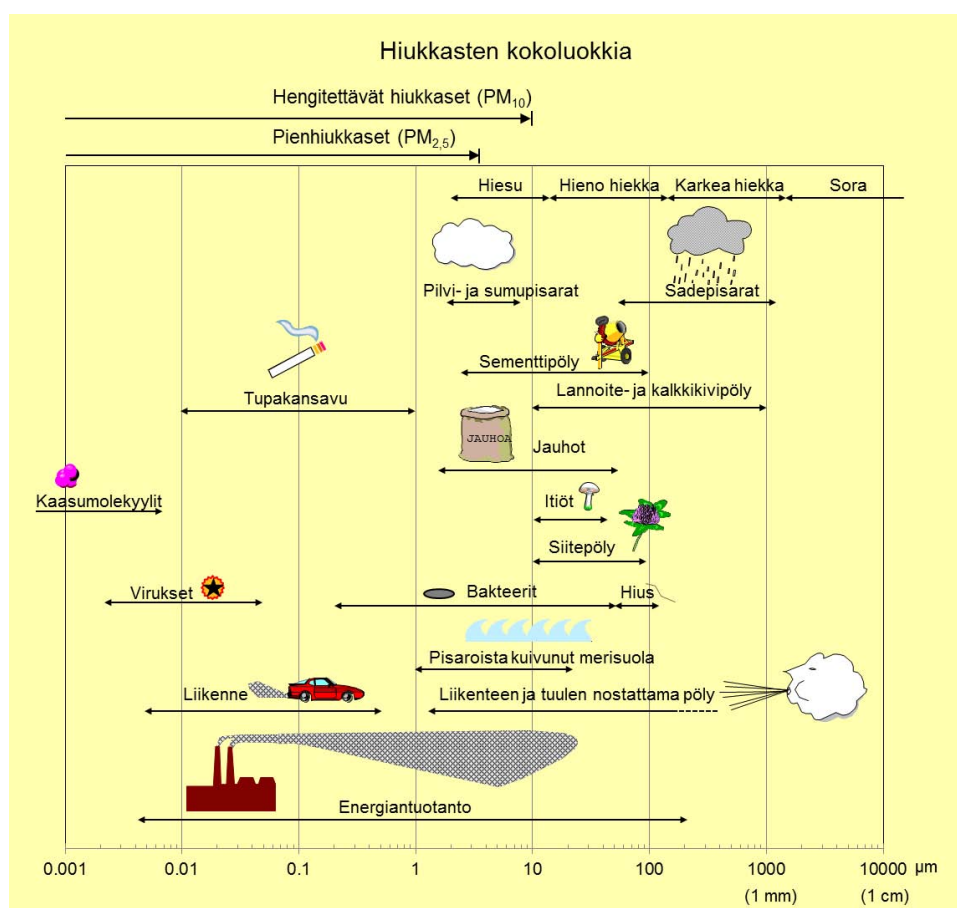 Hiukkasten kokoluokkia
Hengitettävät hiukkaset (PM10)
Pienhiukkaset (PM2,5)
Hiesu Hieno hiekka Karkea hiekka Sora
Pilvi- ja sumupisarat Sadepisarat
Sementtipöly
Tupakansavu Lannoite- ja kalkkikivipöly
JAUHOA
Jauhot
Kaasumolekyylit Itiöt
Siitepöly
Virukset Bakteerit Hius
Pisaroista kuivunut merisuola
Liikenne Liikenteen ja tuulen nostattama pöly
Energiantuotanto
0.001 0.01 0.1 1 10 100 1000 10000 µm
(1 mm) (1 cm)